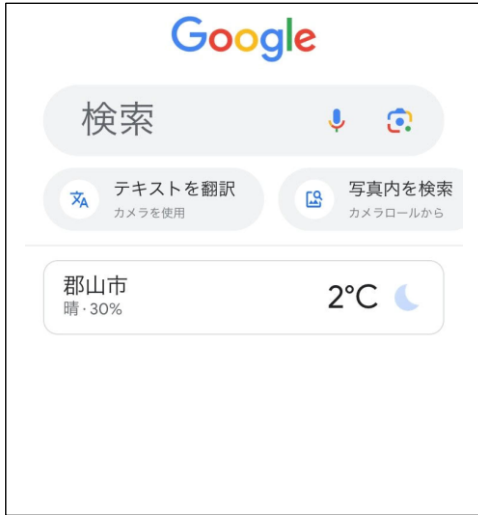 Google
検索
テキストを翻訳
カメラを使用
写真内を検索
カメラロールから
郡山市
晴・30%
2°C